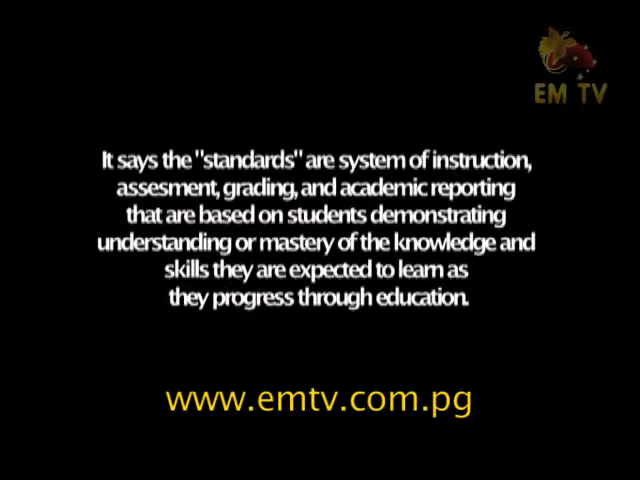 EM TV
It says the "standards" are system of instruction,
assesment, grading, and academic reporting
that are based on students demonstrating
understanding or mastery of the knowledge and
skills they are expected to learn as
they progress through education.
www.emtv.com.pg